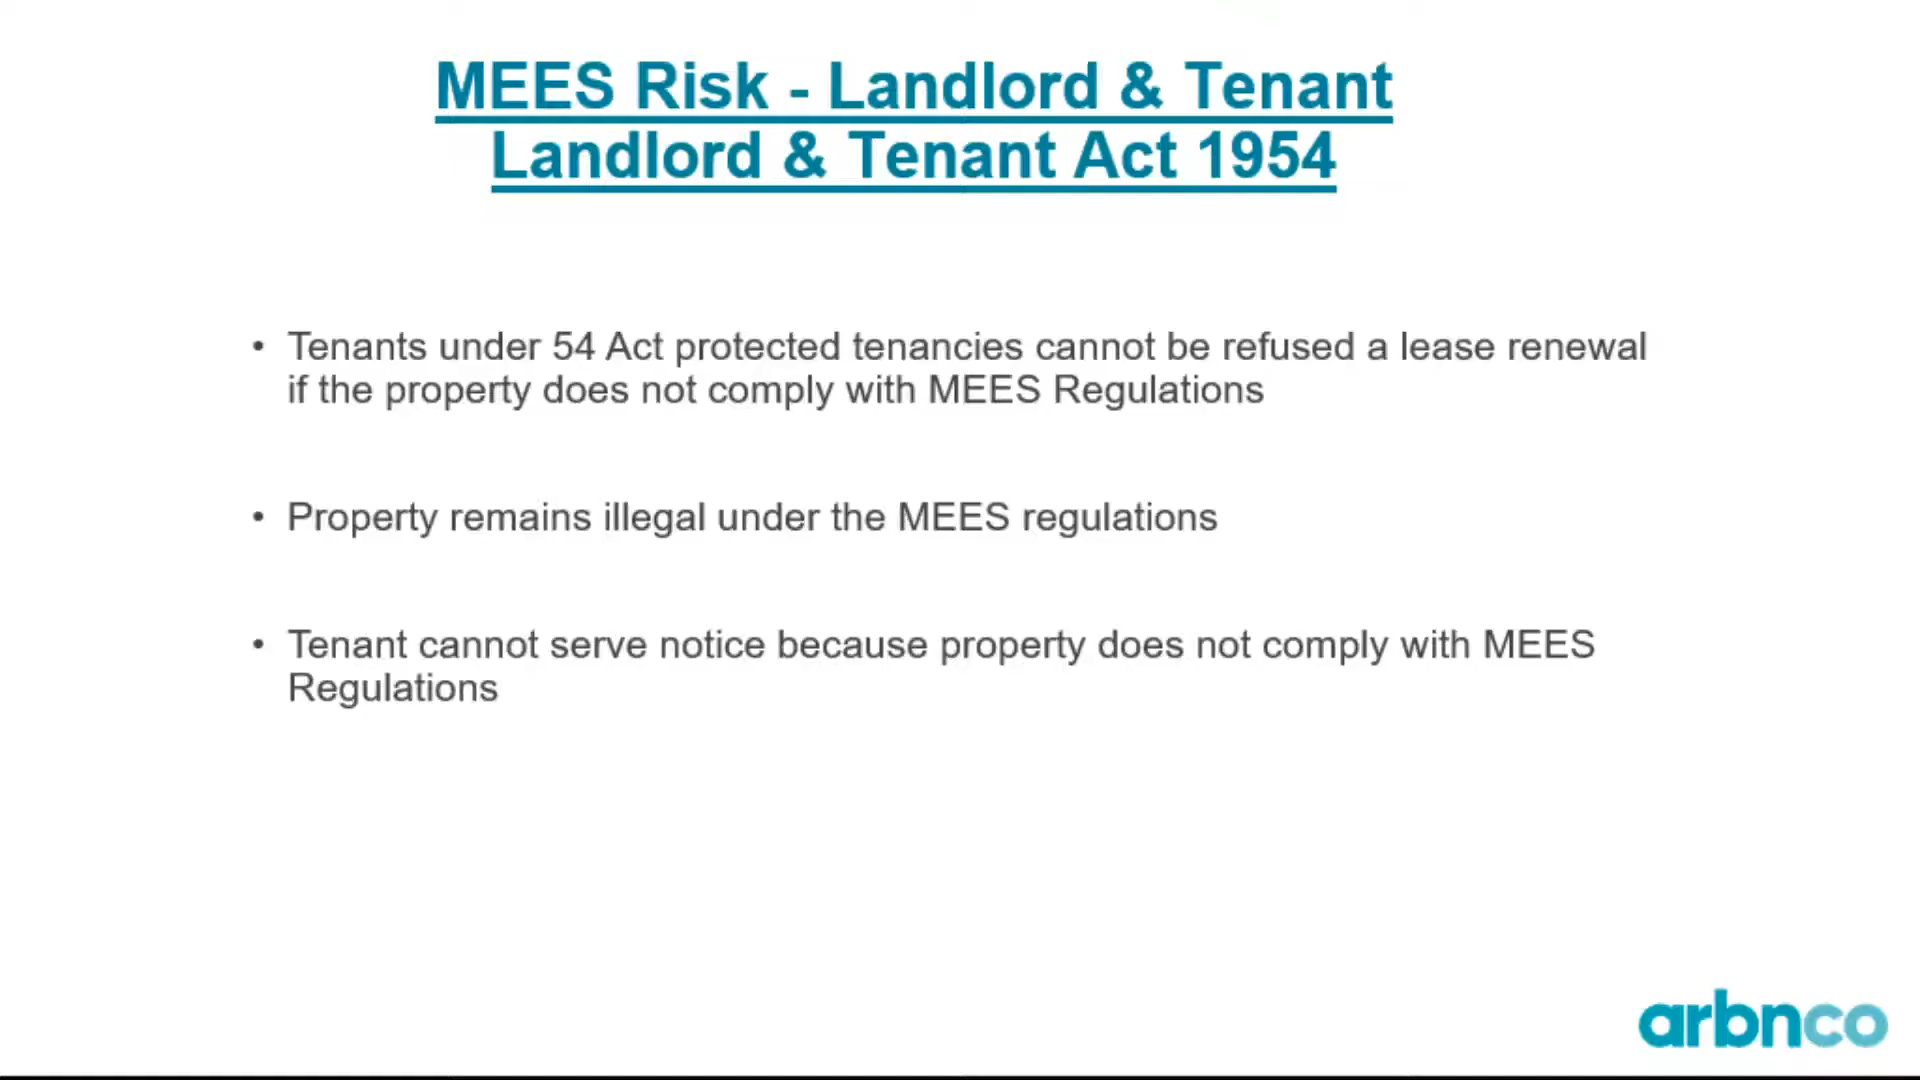 MEES Risk - Landlord & Tenant
Landlord & Tenant Act 1954
• Tenants under 54 Act protected tenancies cannot be refused a lease renewal
if the property does not comply with MEES Regulations
• Property remains illegal under the MEES regulations
• Tenant cannot serve notice because property does not comply with MEES
Regulations
arbnco